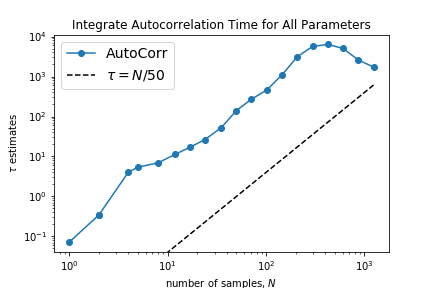 Integrate Autocorrelation Time for All Parameters
10⁴
10³
10²
10¹
10⁰
10⁻¹
τ estimates
AutoCorr
τ = N/50
10⁰ 10¹ 10² 10³
number of samples, N